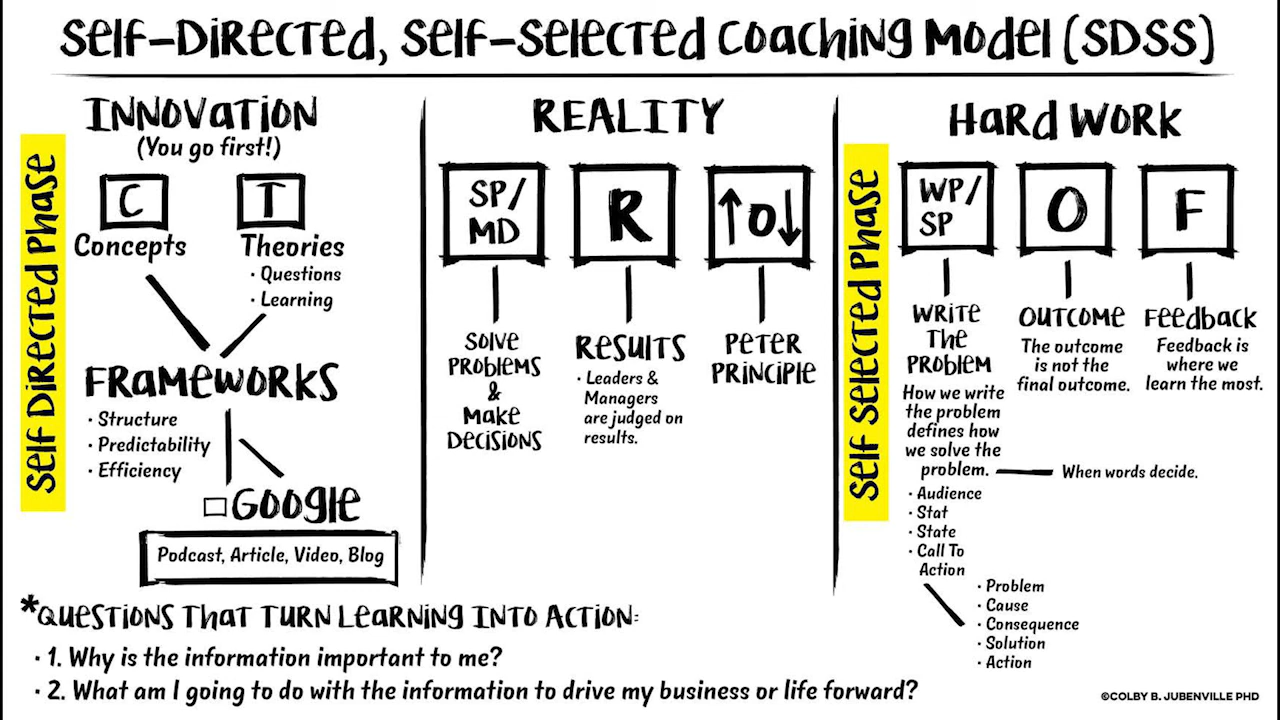 Self-Directed, Self-Selected Coaching Model (SDSS)
Self Directed Phase
INNOVATION
(You go first!)
C
Concepts
T
Theories
· Questions
· Learning
FRAMEWORKS
· Structure
· Predictability
· Efficiency
Google
Podcast, Article, Video, Blog
REALITY
SP/
MD
SOLVE
PROBLEMS
&
MAKE
DECISIONS
R
RESULTS
· Leaders &
Managers
are judged on
results.
↑0↓
PETER
PRINCIPLE
Self Selected Phase
HARD WORK
WP/
SP
WRITE
THE
PROBLEM
How we write
the problem
defines how
we solve the
problem.
When words decide.
· Audience
· Stat
· State
· Call To
Action
· Problem
· Cause
· Consequence
· Solution
· Action
O
OUTCOME
The outcome
is not the
final outcome.
F
Feedback
Feedback is
where we
learn the most.
*QUESTIONS THAT TURN LEARNING INTO ACTION:
· 1. Why is the information important to me?
· 2. What am I going to do with the information to drive my business or life forward?
©COLBY B. JUBENVILLE PHD